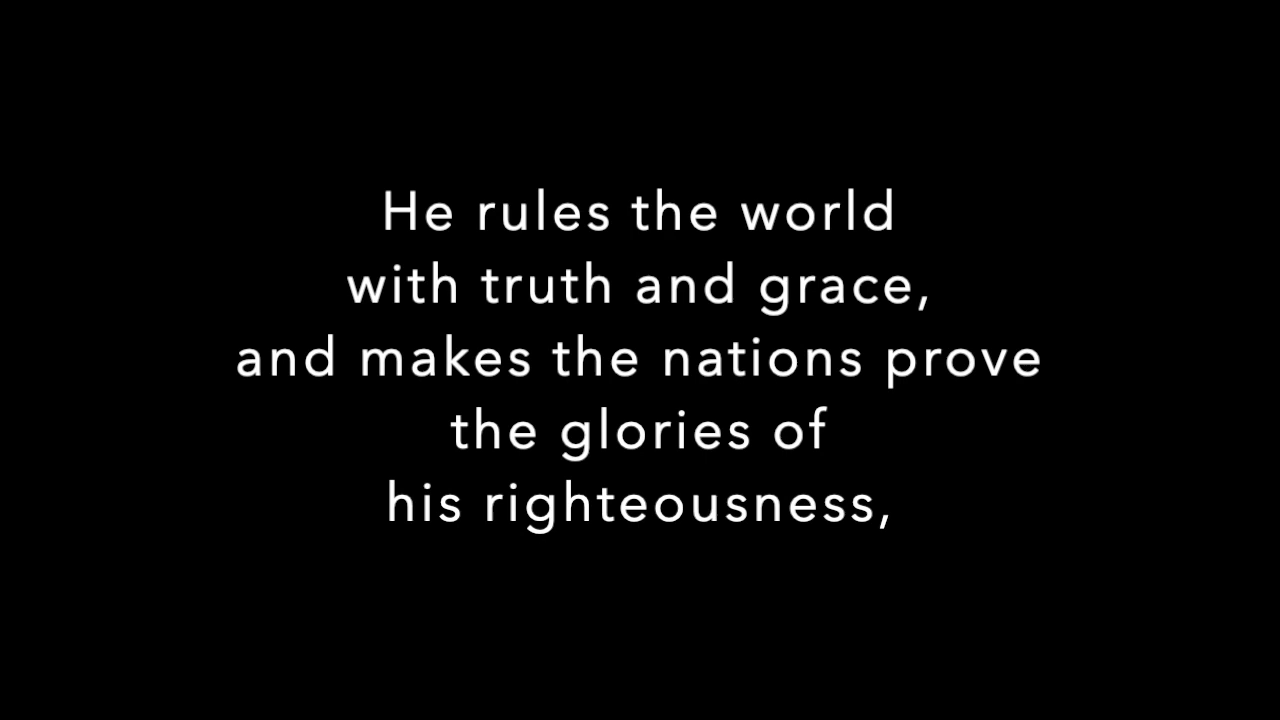 He rules the world
with truth and grace,
and makes the nations prove
the glories of
his righteousness,